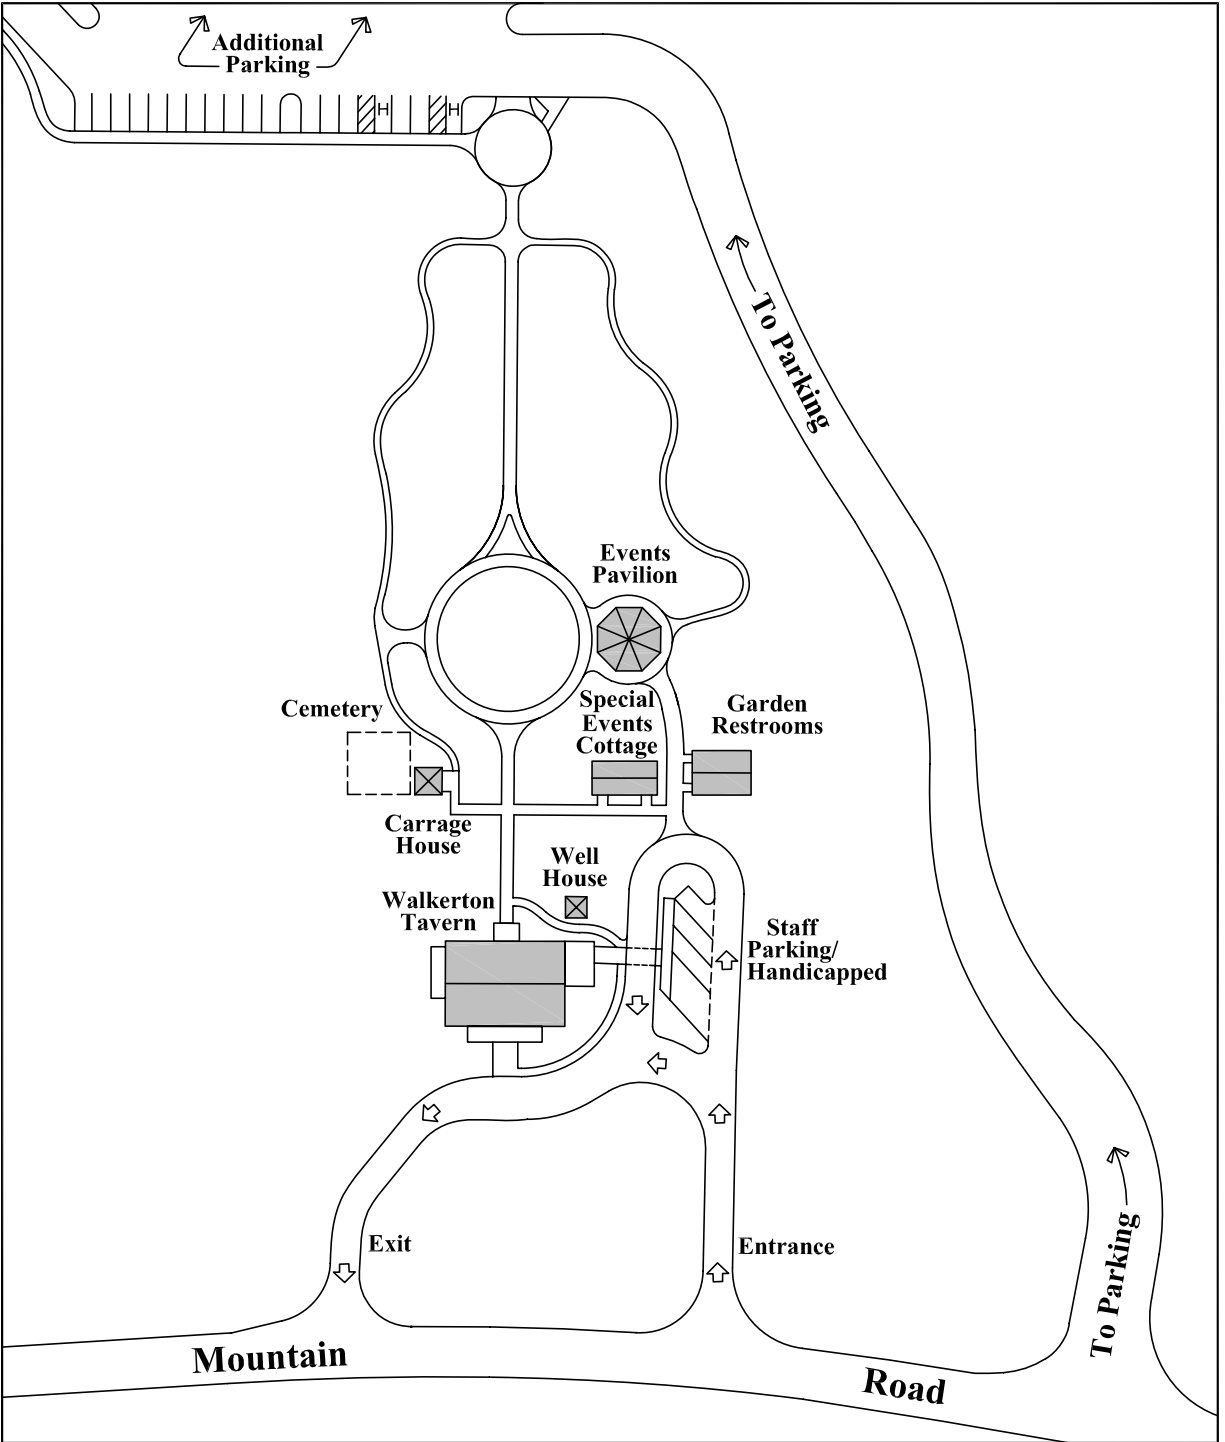 Additional
Parking
H
H
To Parking
Events
Pavilion
Special
Events
Cottage
Garden
Restrooms
Cemetery
Carrage
House
Well
House
Walkerton
Tavern
Staff
Parking/
Handicapped
Exit
Entrance
To Parking
Mountain
Road